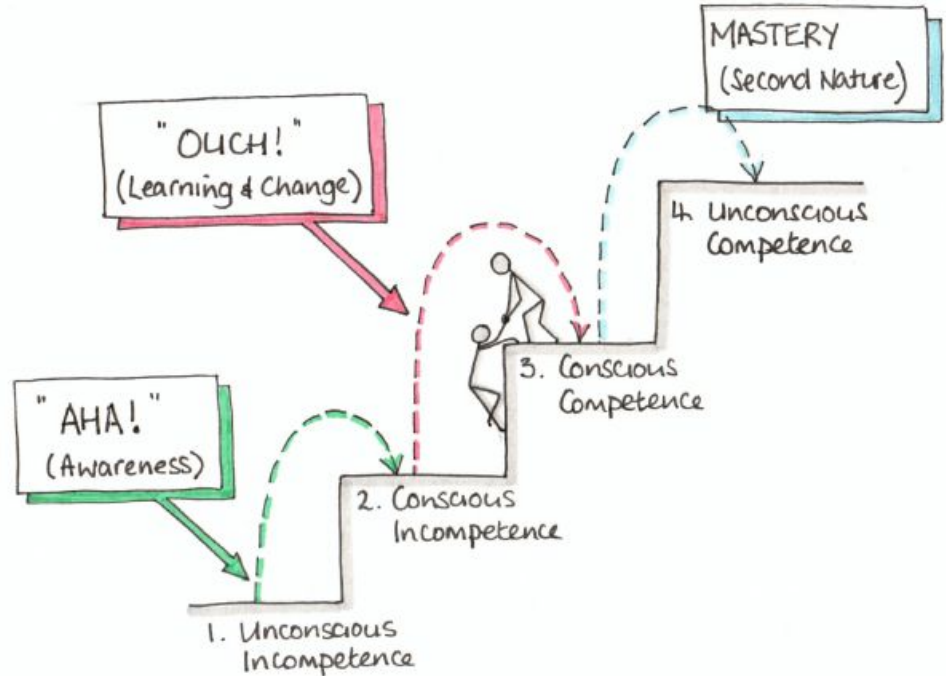 MASTERY
(Second Nature)
"OUCH!"
(Learning & Change)
4. Unconscious
Competence
3. Conscious
Competence
"AHA!"
(Awareness)
2. Conscious
Incompetence
1. Unconscious
Incompetence